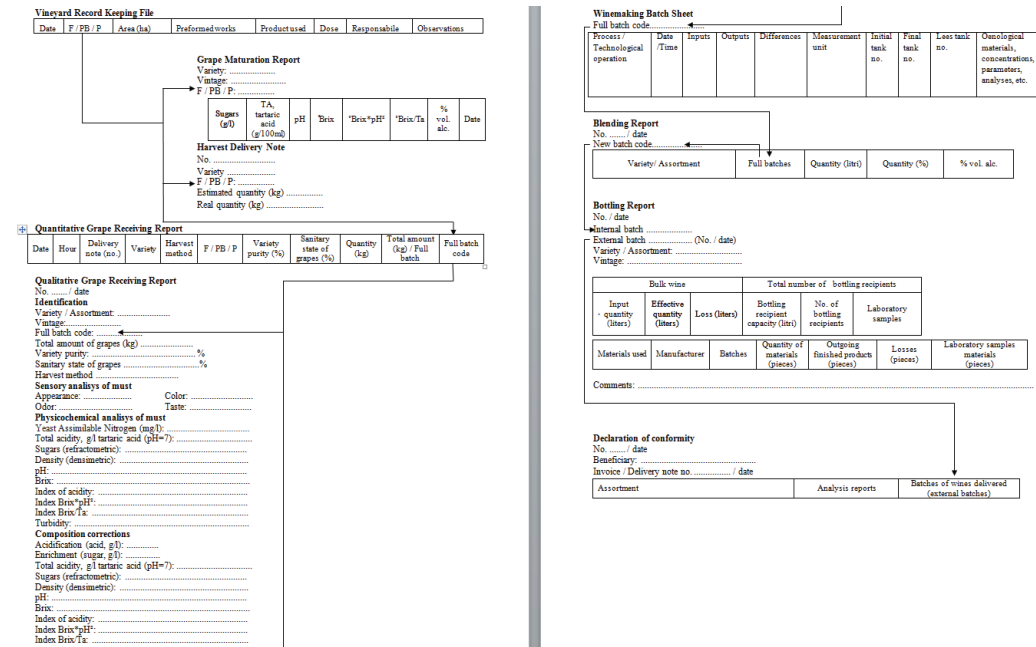 Vineyard Record Keeping File
Date F / PB / P Area (ha) Preformed works Product used Dose Responsabile Observations
Grape Maturation Report
Variety: ......................
Vintage: .....................
F / PB / P: ................
Sugars (g/l) TA, tartaric acid (g/100ml) pH °Brix °Brix*pH² °Brix/Ta % vol. alc. Date
Harvest Delivery Note
No. ......................
Variety ......................
F / PB / P: ................
Estimated quantity (kg) ................
Real quantity (kg) .........................
Quantitative Grape Receiving Report
Date Hour Delivery note (no.) Variety Harvest method F / PB / P Variety purity (%) Sanitary state of grapes (%) Quantity (kg) Total amount (kg) / Full batch Full batch code
Qualitative Grape Receiving Report
No. ....... / date
Identification
Variety / Assortment: ......................
Vintage:......................
Full batch code: ...................
Total amount of grapes (kg) ......................
Variety purity: ..........................................%
Sanitary state of grapes ..............................%
Harvest method ..................................
Sensory analisys of must
Appearance: .................... Color: .........................
Odor: ............................ Taste: .........................
Physicochemical analisys of must
Yeast Assimilable Nitrogen (mg/l): ..............................
Total acidity, g/l tartaric acid (pH=7): ..........................
Sugars (refractometric): ..........................................
Density (densimetric): ............................................
pH: ..................................................................
Brix: ................................................................
Index of acidity: ...................................................
Index Brix*pH²: ..................................................
Index Brix/Ta: ....................................................
Turbidity: ..........................................................
Composition corrections
Acidification (acid, g/l): ............
Enrichment (sugar, g/l): .............
Total acidity, g/l tartaric acid (pH=7): ..........................
Sugars (refractometric): ..........................................
Density (densimetric): ............................................
pH: ..................................................................
Brix: ................................................................
Index of acidity: ...................................................
Index Brix*pH²: ..................................................
Index Brix/Ta: ....................................................
Winemaking Batch Sheet
Full batch code......................
Process / Technological operation Date /Time Inputs Outputs Differences Measurement unit Initial tank no. Final tank no. Lees tank no. Oenological materials, concentrations, parameters, analyses, etc.
Blending Report
No. ...... / date
New batch code....................
Variety/ Assortment Full batches Quantity (litri) Quantity (%) % vol. alc.
Bottling Report
No. / date
Internal batch ..................
External batch ................. (No. / date)
Variety / Assortment: ..........................
Vintage: ..........................................
Bulk wine Total number of bottling recipients
Input quantity (liters) Effective quantity (liters) Loss (liters) Bottling recipient capacity (litri) No. of bottling recipients Laboratory samples
Materials used Manufacturer Batches Quantity of materials (pieces) Outgoing finished products (pieces) Losses (pieces) Laboratory samples materials (pieces)
Comments: ..............................................................................
Declaration of conformity
No. ....... / date
Beneficiary: .........................................
Invoice / Delivery note no. .............. / date
Assortment Analysis reports Batches of wines delivered (external batches)